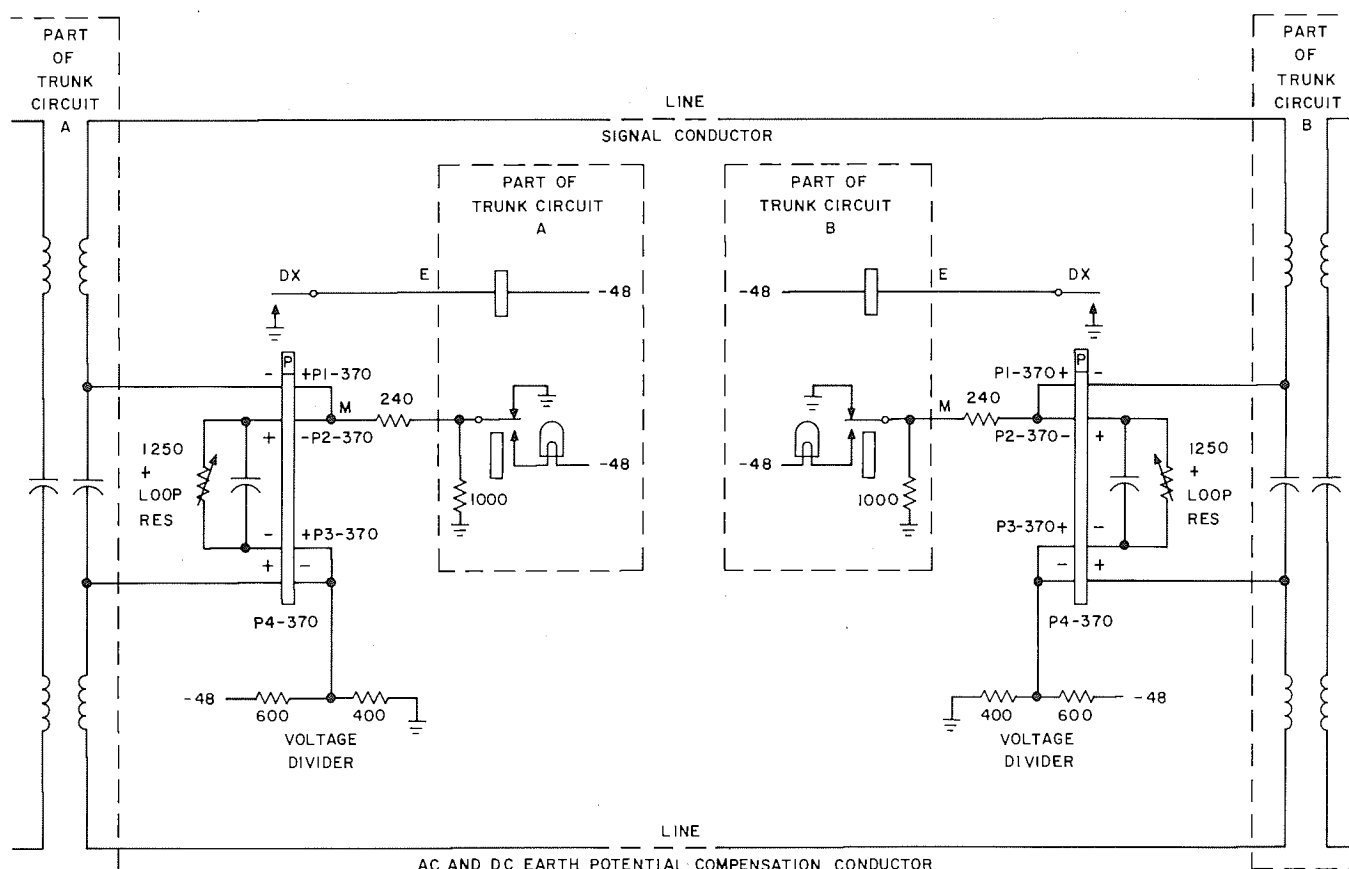 PART
OF
TRUNK
CIRCUIT
A
PART
OF
TRUNK
CIRCUIT
B
LINE
SIGNAL CONDUCTOR
PART OF
TRUNK CIRCUIT
A
PART OF
TRUNK CIRCUIT
B
DX
E
-48
-48
E
DX
P
- +P1-370
M
240
+ -P2-370
1250
+
LOOP
RES
-48
1000
- +P3-370
+ -
P4-370
P
P1-370+ -
M
240
P2-370- +
1250
+
LOOP
RES
-48
1000
P3-370+ -
- +
P4-370
-48
600
400
VOLTAGE
DIVIDER
400
600
-48
VOLTAGE
DIVIDER
LINE
AC AND DC EARTH POTENTIAL COMPENSATION CONDUCTOR